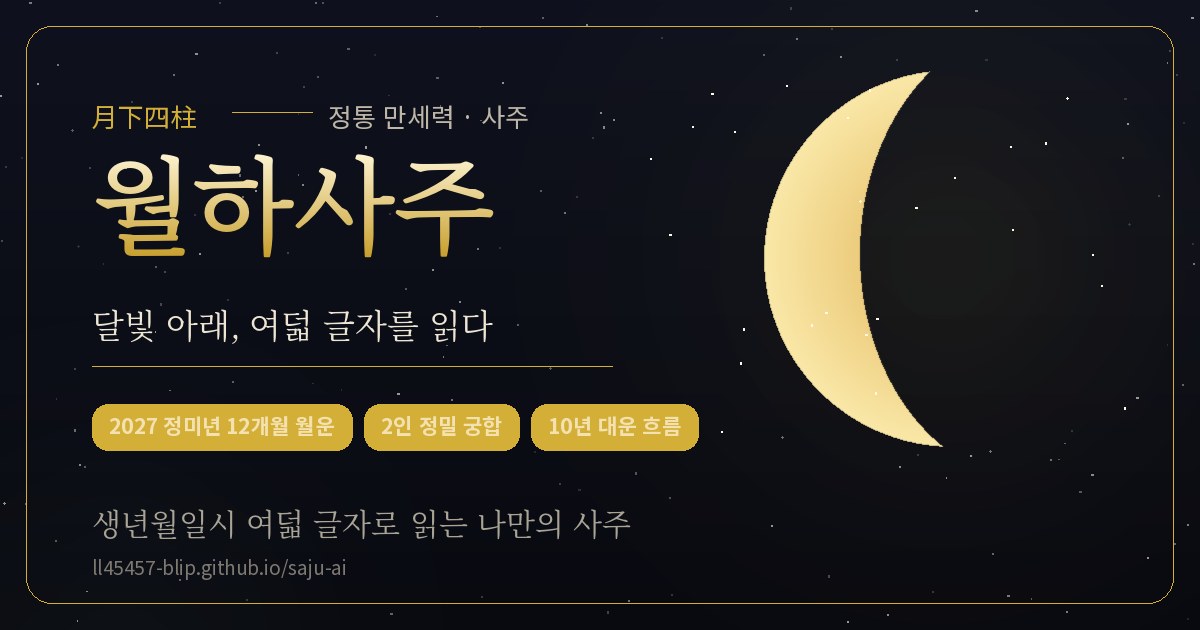 月下四柱 정통 만세력 · 사주
월하사주
달빛 아래, 여덟 글자를 읽다
2027 정미년 12개월 월운 2인 정밀 궁합 10년 대운 흐름
생년월일시 여덟 글자로 읽는 나만의 사주
ll45457-blip.github.io/saju-ai